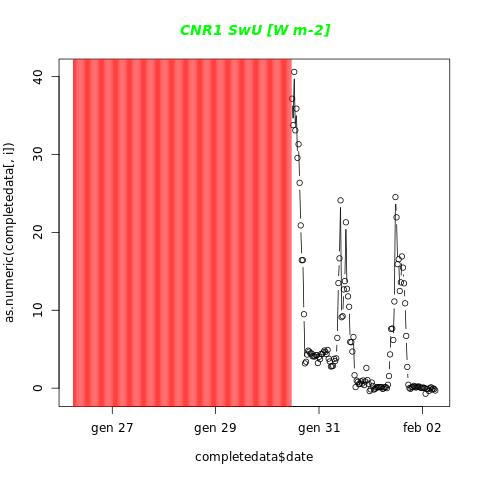 CNR1 SwU [W m-2]
as.numeric(completedata[, i])
40
30
20
10
0
gen 27
gen 29
gen 31
feb 02
completedata$date